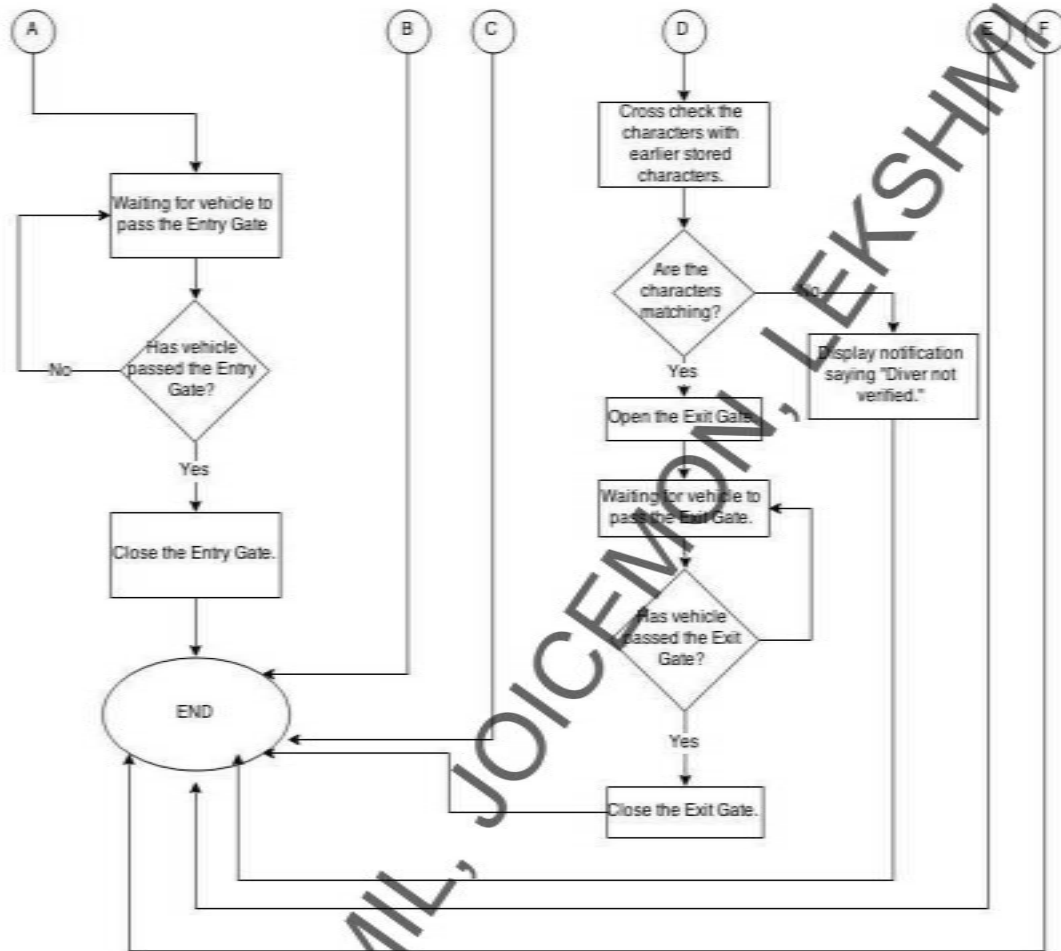 A
B
C
D
E
F
Cross check the
characters with
earlier stored
characters.
Waiting for vehicle to
pass the Entry Gate
Are the
characters
matching?
No
Has vehicle
passed the Entry
Gate?
No
Display notification
saying "Diver not
verified."
Yes
Open the Exit Gate.
Yes
Waiting for vehicle to
pass the Exit Gate.
Close the Entry Gate.
Has vehicle
passed the Exit
Gate?
END
Yes
Close the Exit Gate.
MIL, JOICEMON, LEKSHMI